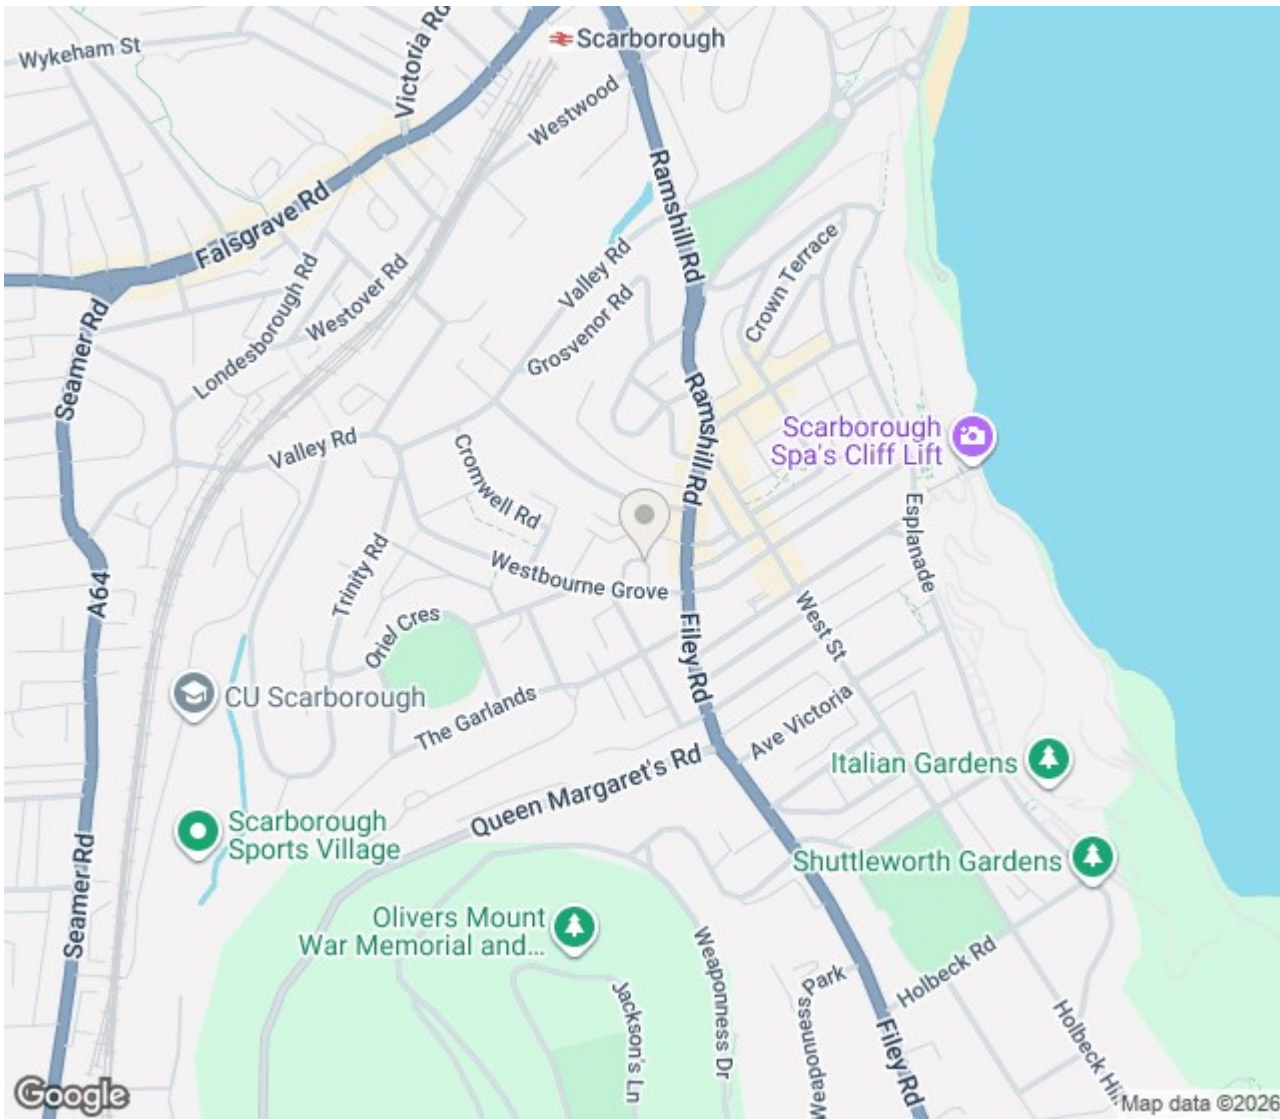 Wykeham St
Victoria Rd
Scarborough
Westwood
Ramshill Rd
Falsgrave Rd
Crown Terrace
Valley Rd
Grosvenor Rd
Londesborough Rd
Westover Rd
Seamer Rd
Ramshill Rd
Scarborough
Spa's Cliff Lift
Valley Rd
Cromwell Rd
Esplanade
Trinity Rd
Westbourne Grove
A64
Oriel Cres
West St
Filey Rd
CU Scarborough
The Garlands
Ave Victoria
Queen Margaret's Rd
Italian Gardens
Scarborough
Sports Village
Shuttleworth Gardens
Seamer Rd
Olivers Mount
War Memorial and...
Weaponness Dr
Holbeck Rd
Jackson's Ln
Weaponness Park
Filey Rd
Holbeck Hi
Google
Map data ©2026